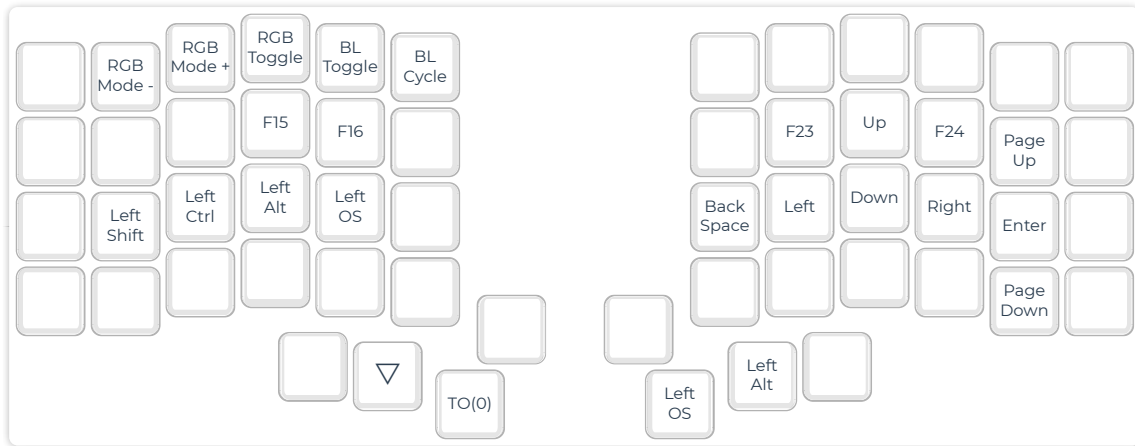 RGB
Mode -
RGB
Mode +
RGB
Toggle
BL
Toggle
BL
Cycle
F15
F16
F23
Up
F24
Page
Up
Left
Shift
Left
Ctrl
Left
Alt
Left
OS
Back
Space
Left
Down
Right
Enter
Page
Down
TO(0)
Left
OS
Left
Alt